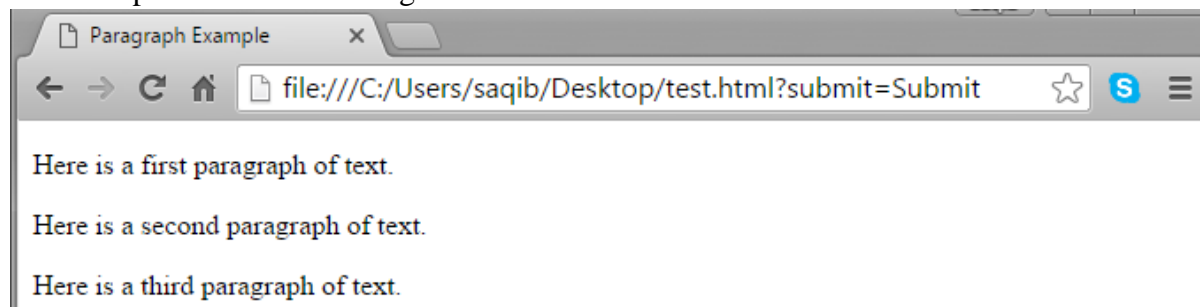 Paragraph Example
file:///C:/Users/saqib/Desktop/test.html?submit=Submit
Here is a first paragraph of text.
Here is a second paragraph of text.
Here is a third paragraph of text.